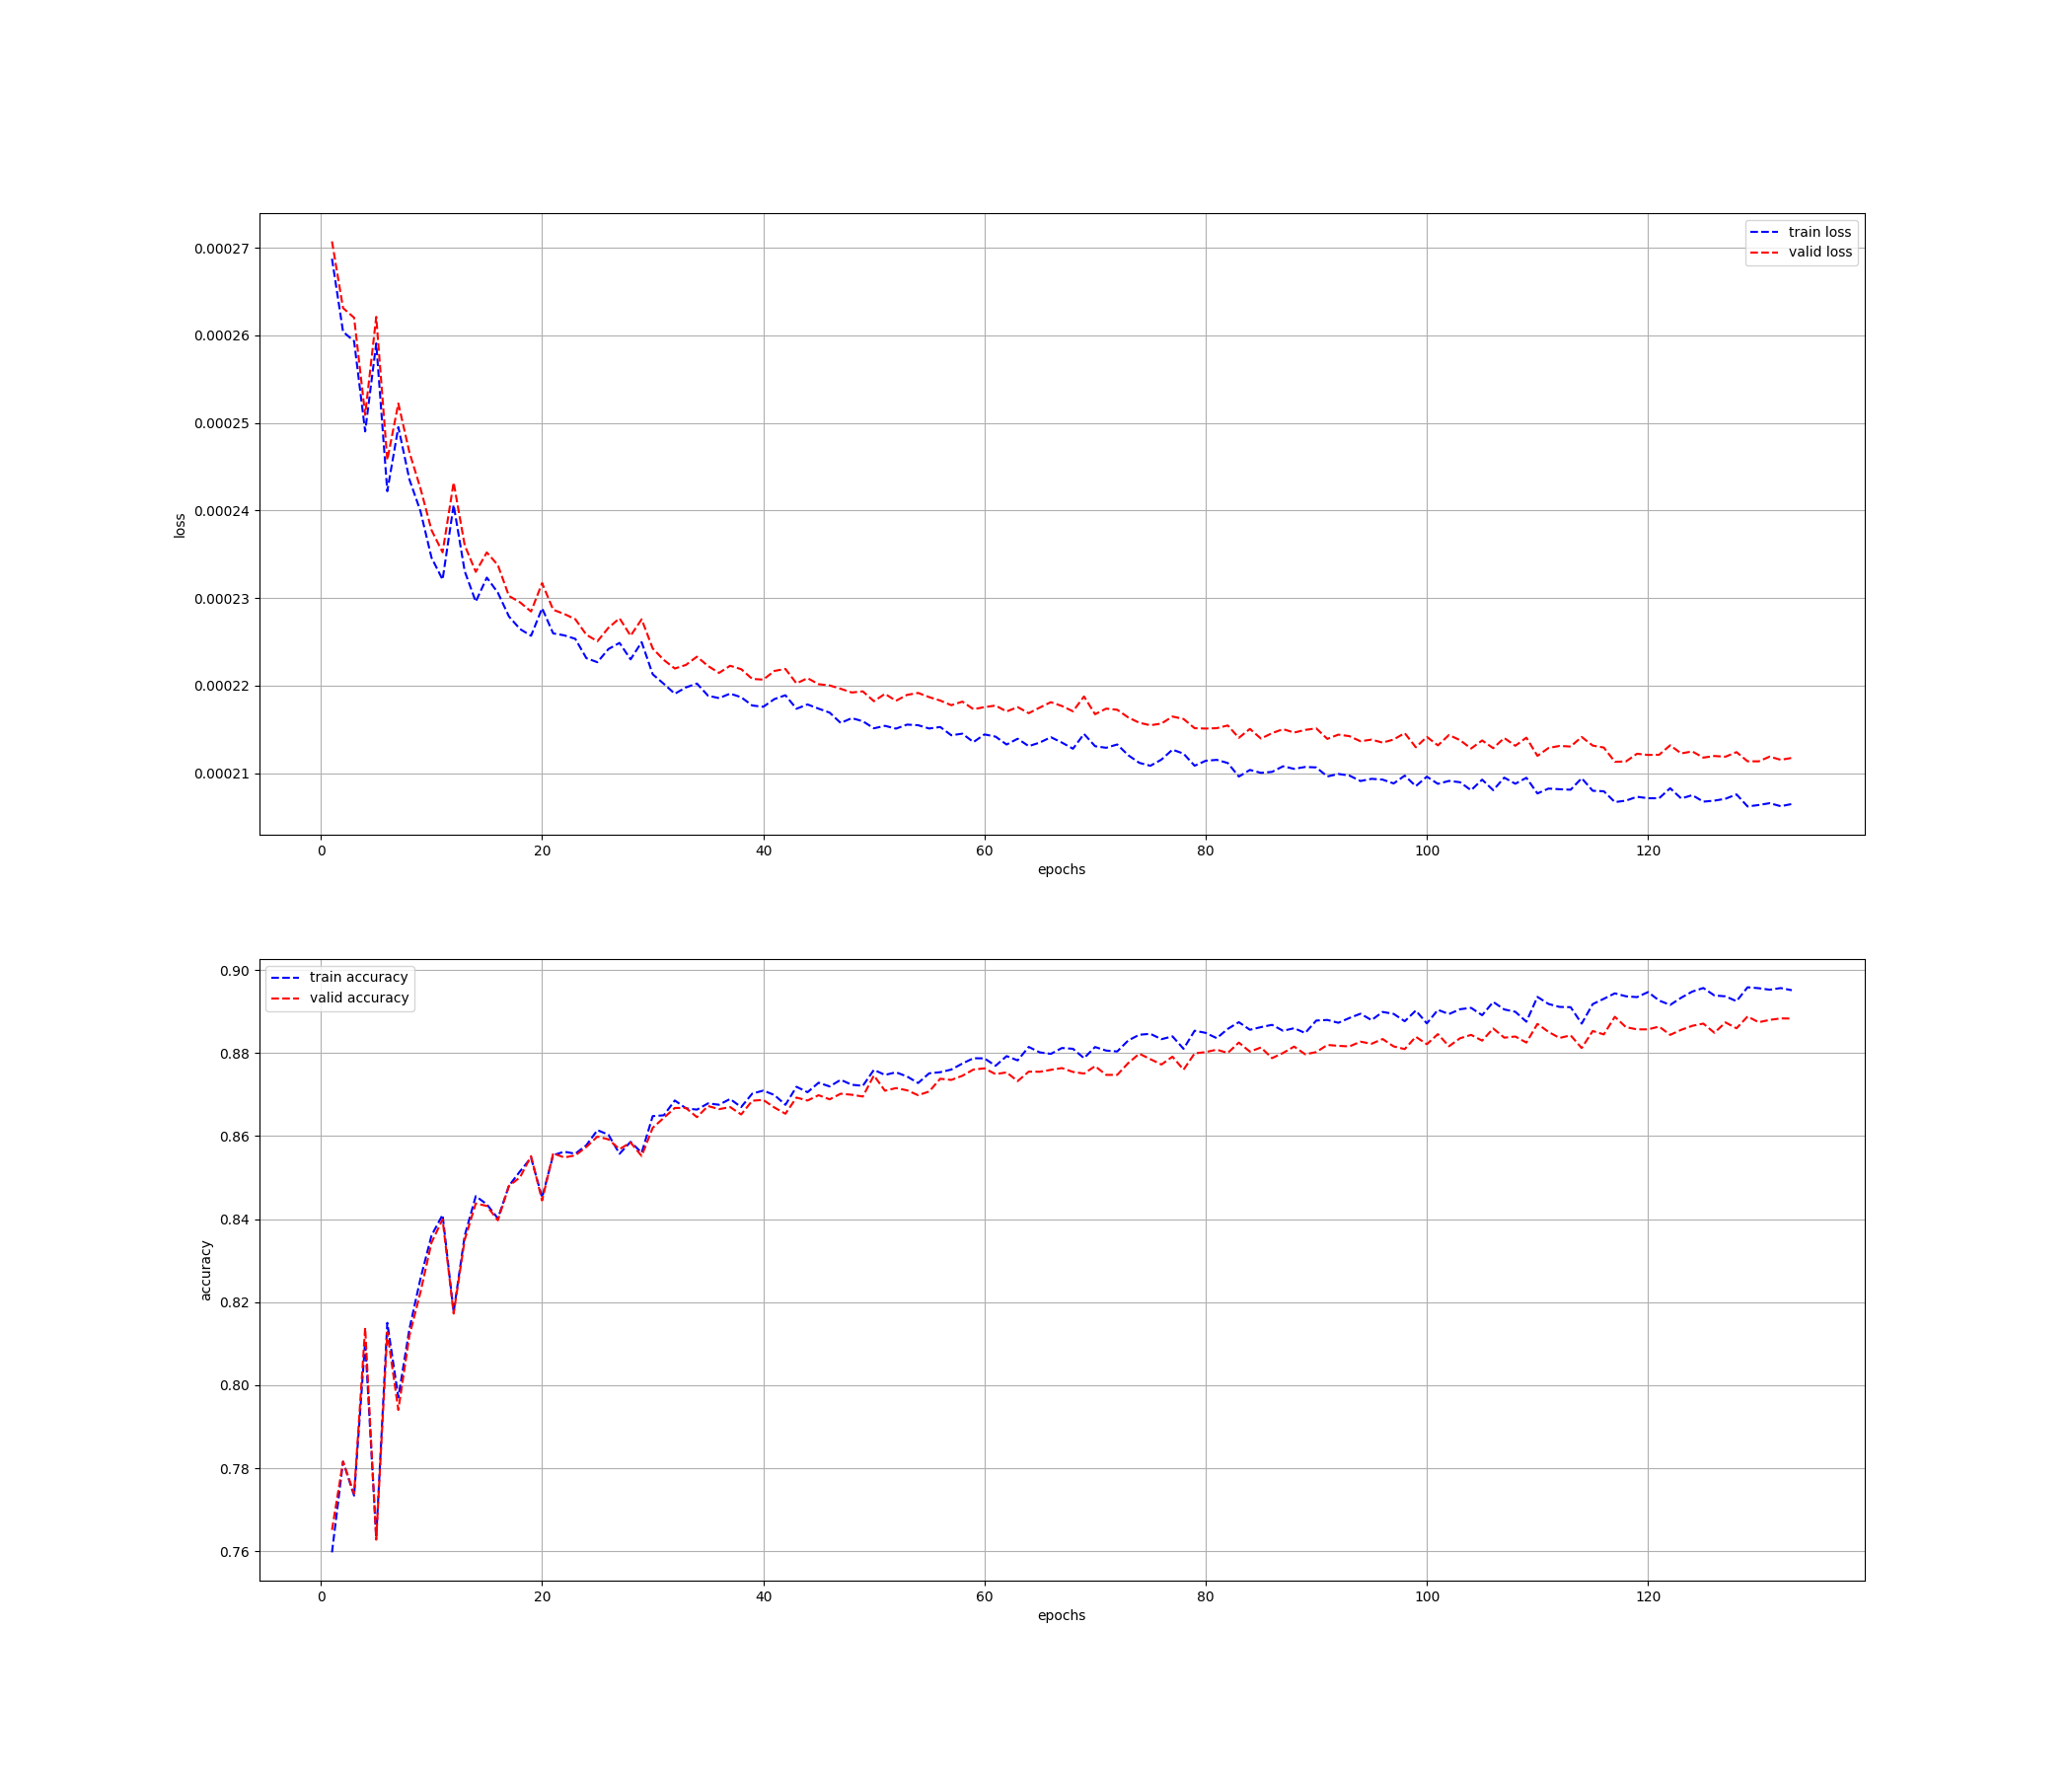 train loss
valid loss
0.00027
0.00026
0.00025
0.00024
0.00023
0.00022
0.00021
loss
0 20 40 60 80 100 120
epochs
train accuracy
valid accuracy
0.90
0.88
0.86
0.84
0.82
0.80
0.78
0.76
accuracy
0 20 40 60 80 100 120
epochs